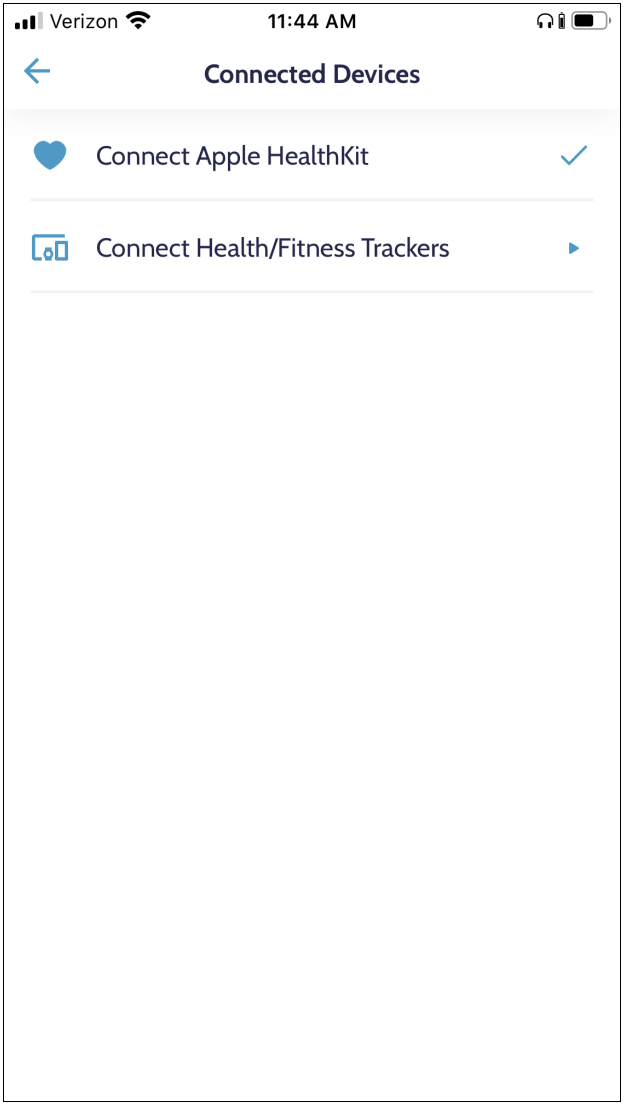 Verizon 11:44 AM
Connected Devices
Connect Apple HealthKit
Connect Health/Fitness Trackers